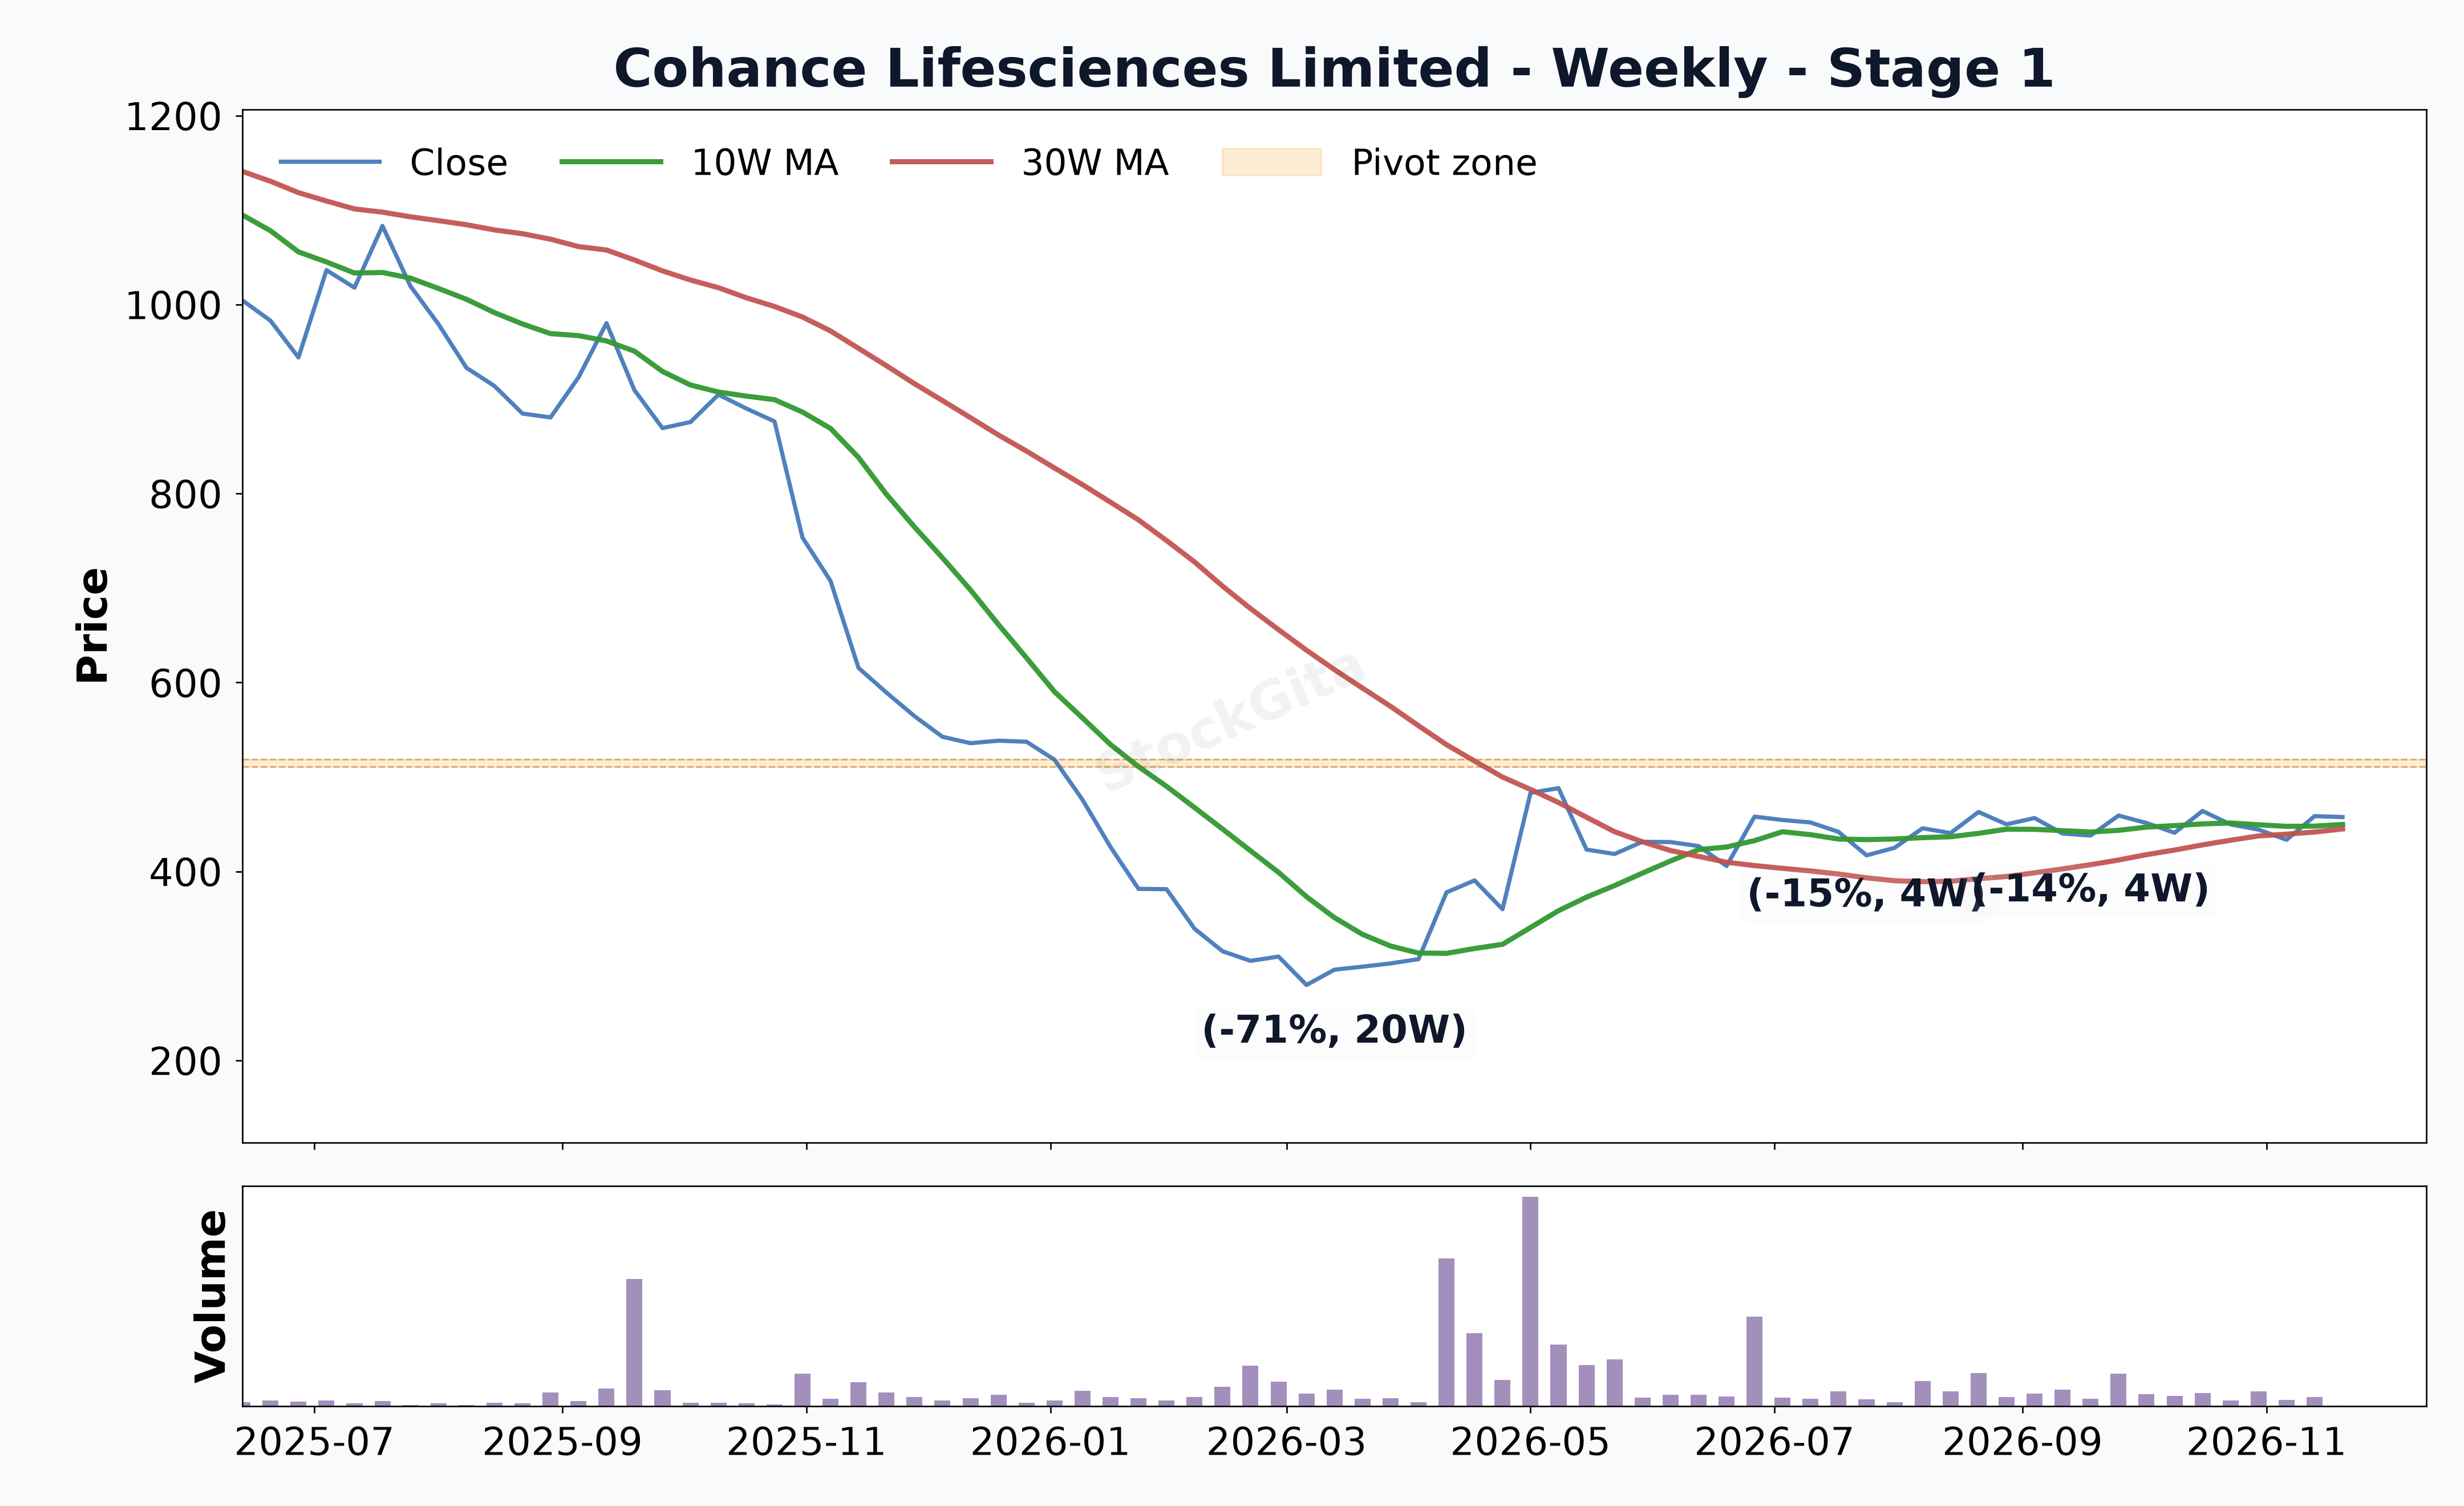 Cohance Lifesciences Limited - Weekly - Stage 1
Close 10W MA 30W MA Pivot zone
1200
1000
800
600
400
200
Price
StockGita
(-71%, 20W)
(-15%, 4W)
(-14%, 4W)
Volume
2025-07 2025-09 2025-11 2026-01 2026-03 2026-05 2026-07 2026-09 2026-11